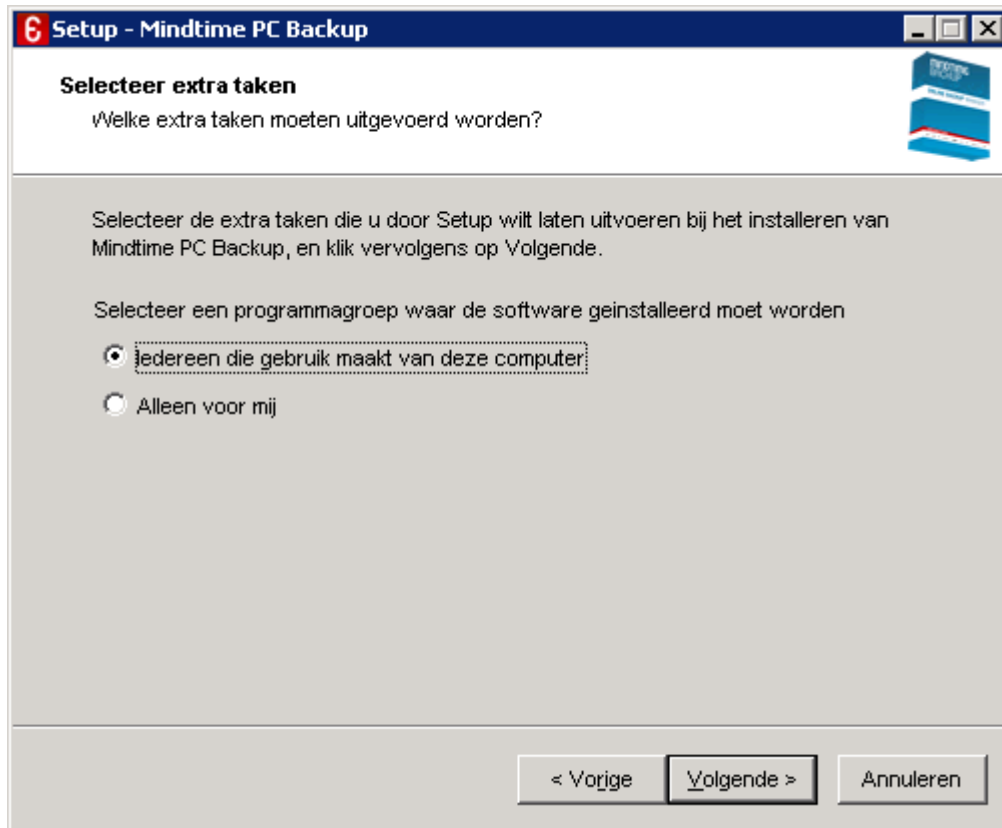 Setup - Mindtime PC Backup
Selecteer extra taken
Welke extra taken moeten uitgevoerd worden?
MINDTIME
Selecteer de extra taken die u door Setup wilt laten uitvoeren bij het installeren van
Mindtime PC Backup, en klik vervolgens op Volgende.
Selecteer een programmagroep waar de software geinstalleerd moet worden
Iedereen die gebruik maakt van deze computer
Alleen voor mij
< Vorige
Volgende >
Annuleren